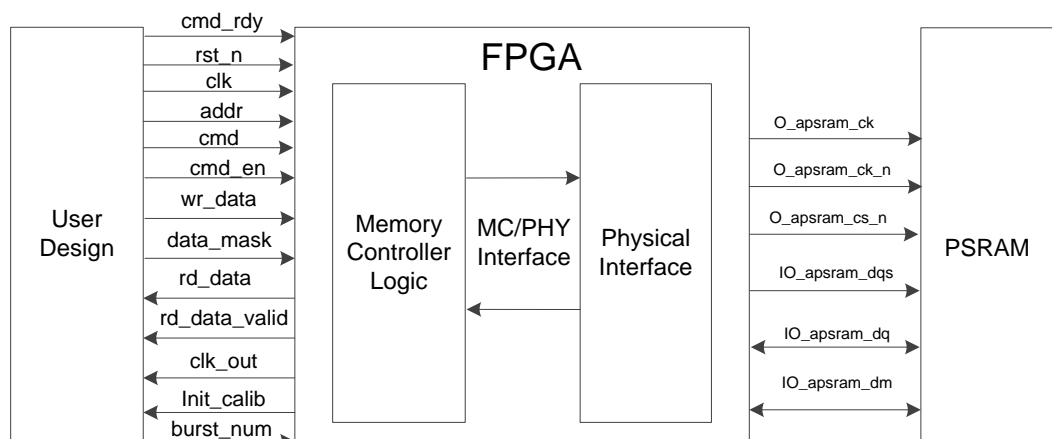 cmd_rdy
rst_n
clk
addr
cmd
cmd_en
wr_data
data_mask
rd_data
rd_data_valid
clk_out
Init_calib
burst_num
User
Design
FPGA
Memory
Controller
Logic
MC/PHY
Interface
Physical
Interface
O_apsram_ck
O_apsram_ck_n
O_apsram_cs_n
IO_apsram_dqs
IO_apsram_dq
IO_apsram_dm
PSRAM